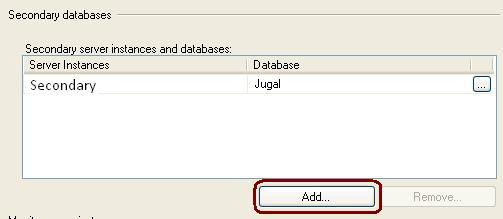 Secondary databases
Secondary server instances and databases:
Server Instances Database
Secondary Jugal ...
Add... Remove...